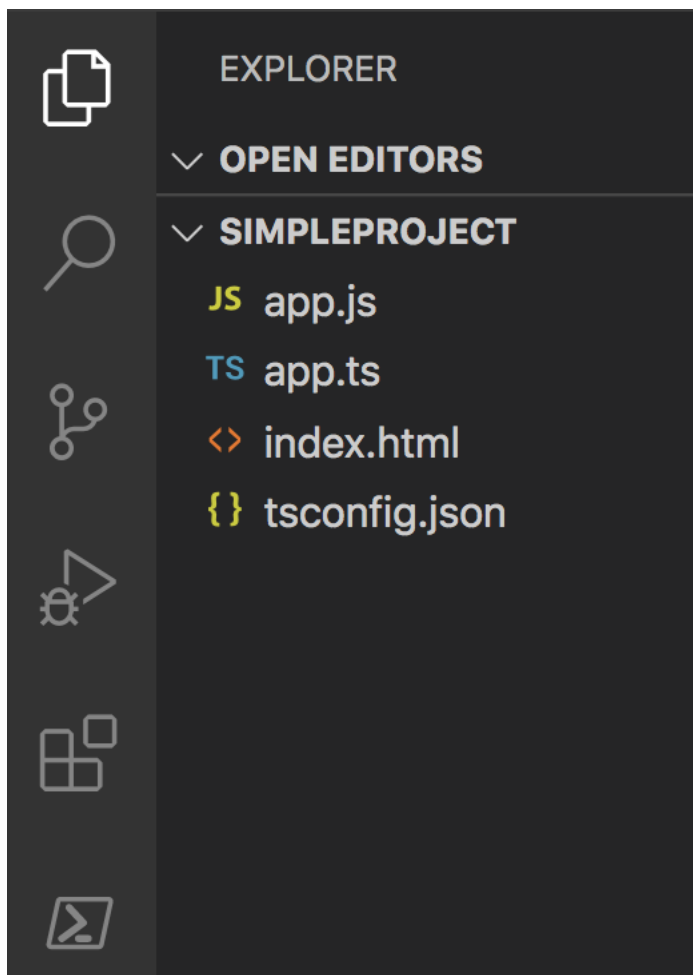 EXPLORER
OPEN EDITORS
SIMPLEPROJECT
JS app.js
TS app.ts
<> index.html
{} tsconfig.json